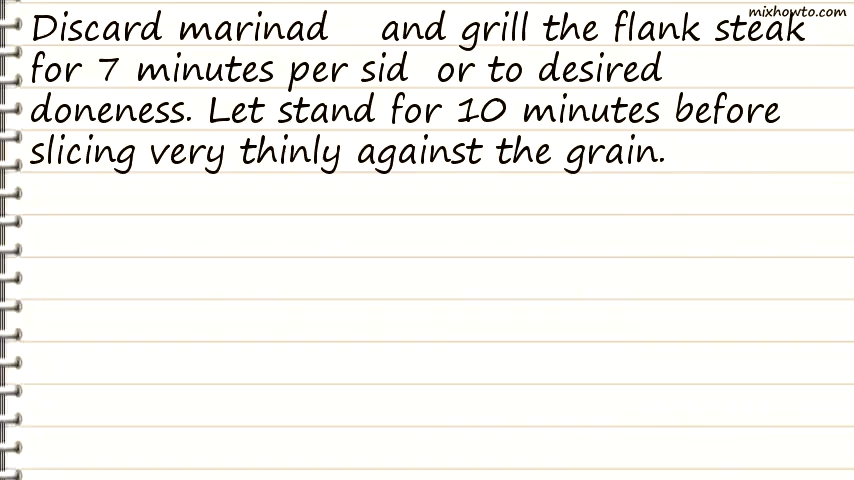 mixhowto.com
Discard marinad and grill the flank steak
for 7 minutes per sid or to desired
doneness. Let stand for 10 minutes before
slicing very thinly against the grain.